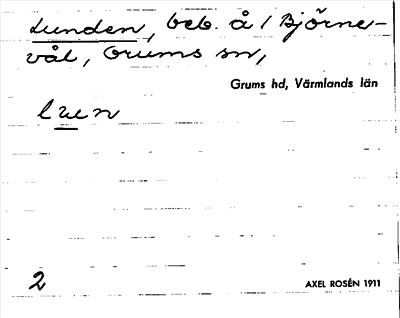 Lunden, beb. å 1 Björne-
vål, Grums sn,
Grums hd, Värmlands län
luen
2
AXEL ROSÉN 1911